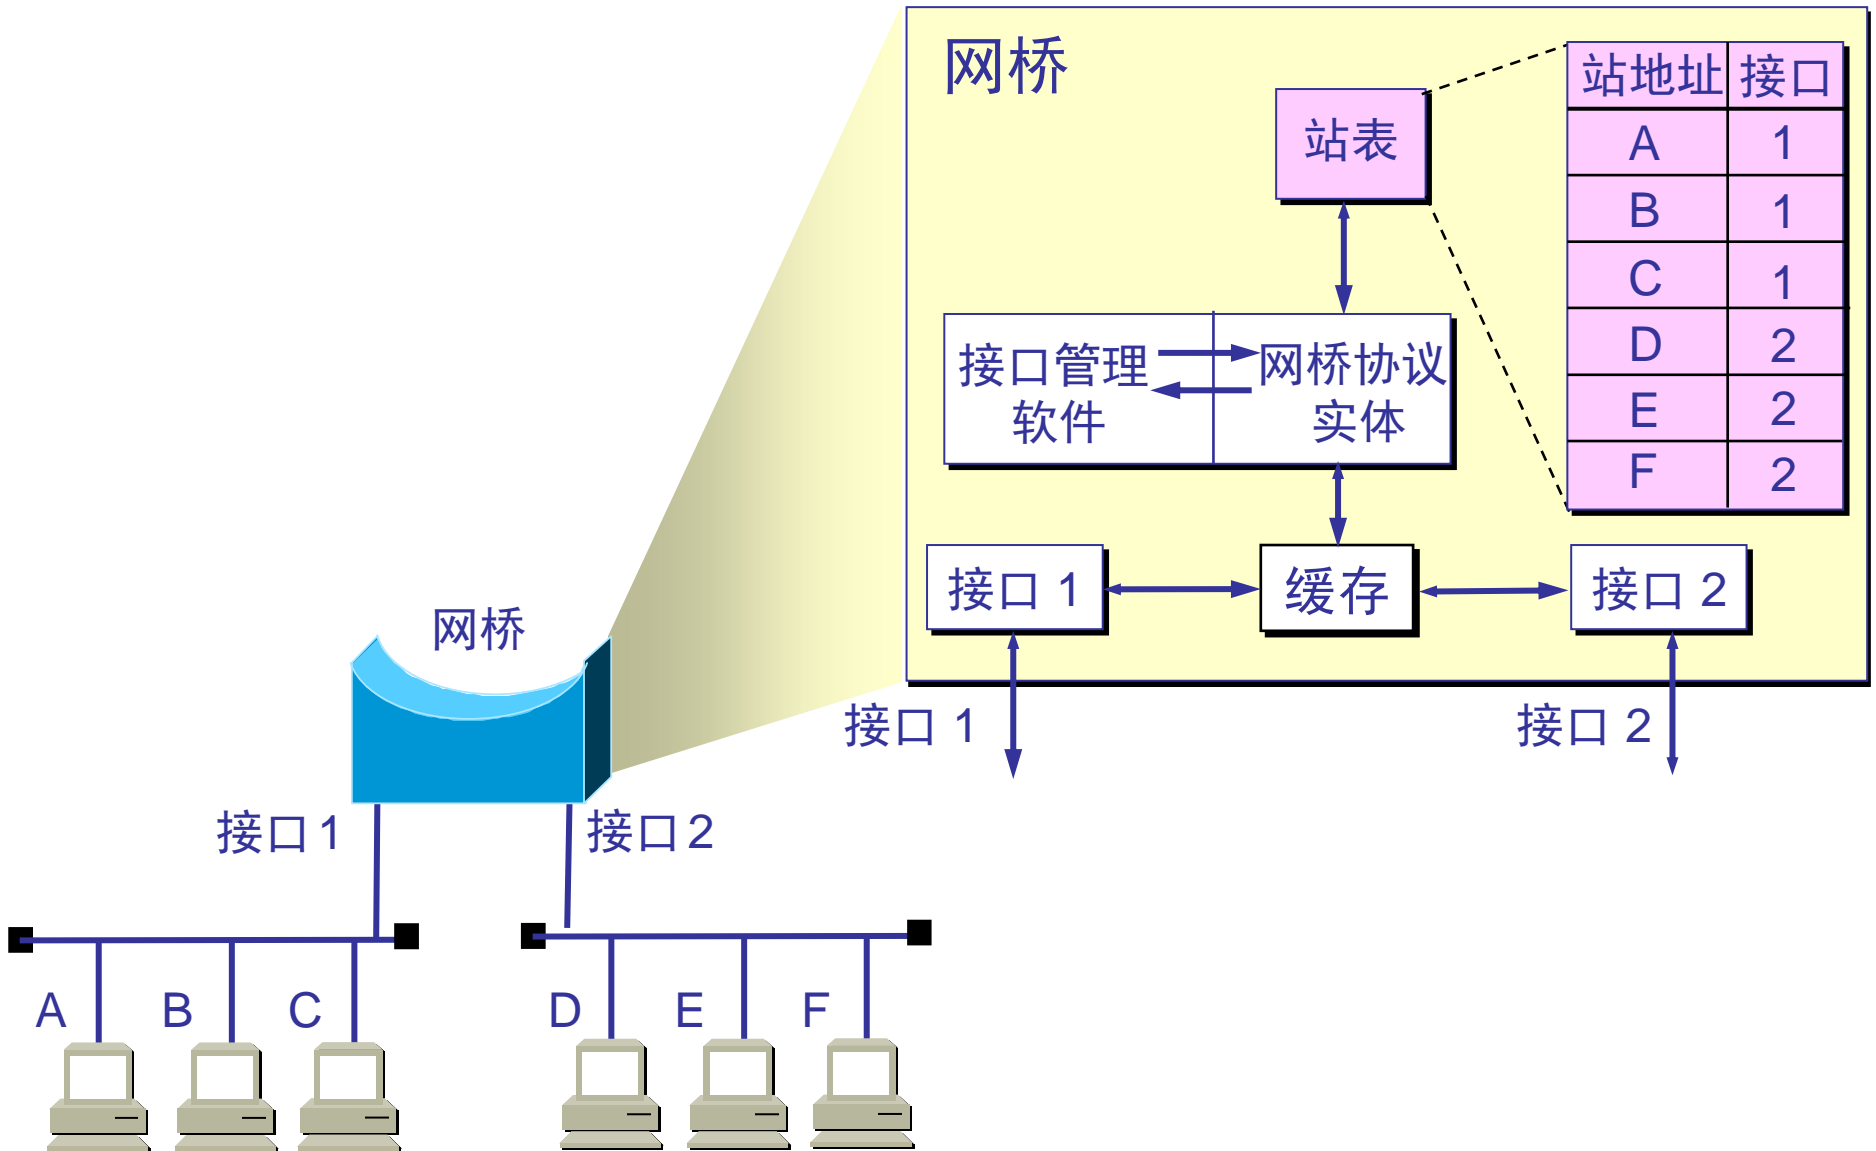 网桥
站表
站地址 接口
A 1
B 1
C 1
D 2
E 2
F 2
接口管理
软件
网桥协议
实体
接口 1
缓存
接口 2
接口 1
接口 2
网桥
接口 1
接口 2
A B C D E F